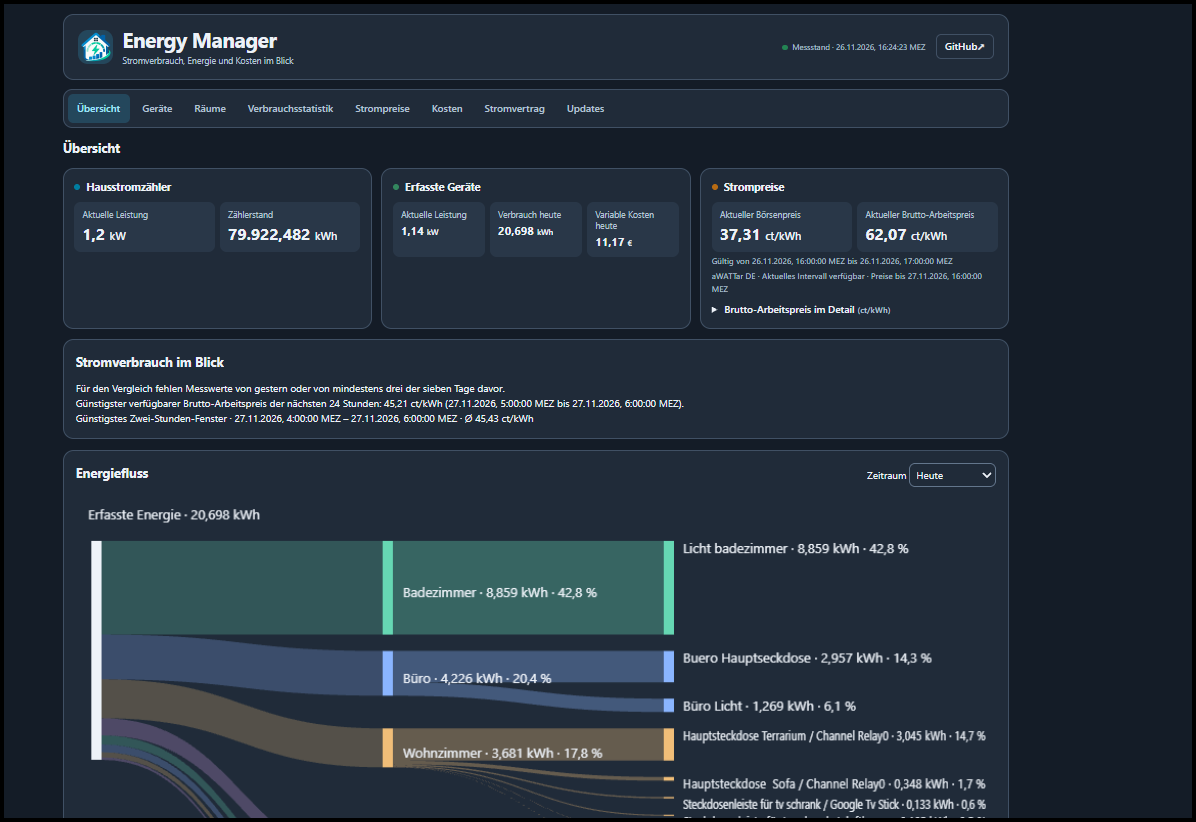 Energy Manager
Stromverbrauch, Energie und Kosten im Blick
Messstand · 26.11.2026, 16:24:23 MEZ
GitHub↗
Übersicht
Geräte
Räume
Verbrauchsstatistik
Strompreise
Kosten
Stromvertrag
Updates
Übersicht
Hausstromzähler
Aktuelle Leistung
1,2 kW
Zählerstand
79.922,482 kWh
Erfasste Geräte
Aktuelle Leistung
1,14 kW
Verbrauch heute
20,698 kWh
Variable Kosten
heute
11,17 €
Strompreise
Aktueller Börsenpreis
37,31 ct/kWh
Aktueller Brutto-Arbeitspreis
62,07 ct/kWh
Gültig von 26.11.2026, 16:00:00 MEZ bis 26.11.2026, 17:00:00 MEZ
aWATTar DE · Aktuelles Intervall verfügbar · Preise bis 27.11.2026, 16:00:00
MEZ
Brutto-Arbeitspreis im Detail (ct/kWh)
Stromverbrauch im Blick
Für den Vergleich fehlen Messwerte von gestern oder von mindestens drei der sieben Tage davor.
Günstigster verfügbarer Brutto-Arbeitspreis der nächsten 24 Stunden: 45,21 ct/kWh (27.11.2026, 5:00:00 MEZ bis 27.11.2026, 6:00:00 MEZ).
Günstigstes Zwei-Stunden-Fenster · 27.11.2026, 4:00:00 MEZ – 27.11.2026, 6:00:00 MEZ · Ø 45,43 ct/kWh
Energiefluss
Zeitraum
Heute
Erfasste Energie · 20,698 kWh
Licht badezimmer · 8,859 kWh · 42,8 %
Badezimmer · 8,859 kWh · 42,8 %
Buero Hauptseckdose · 2,957 kWh · 14,3 %
Büro · 4,226 kWh · 20,4 %
Büro Licht · 1,269 kWh · 6,1 %
Hauptsteckdose Terrarium / Channel Relay0 · 3,045 kWh · 14,7 %
Wohnzimmer · 3,681 kWh · 17,8 %
Hauptsteckdose  Sofa / Channel Relay0 · 0,348 kWh · 1,7 %
Steckdosenleiste für tv schrank / Google Tv Stick · 0,133 kWh · 0,6 %